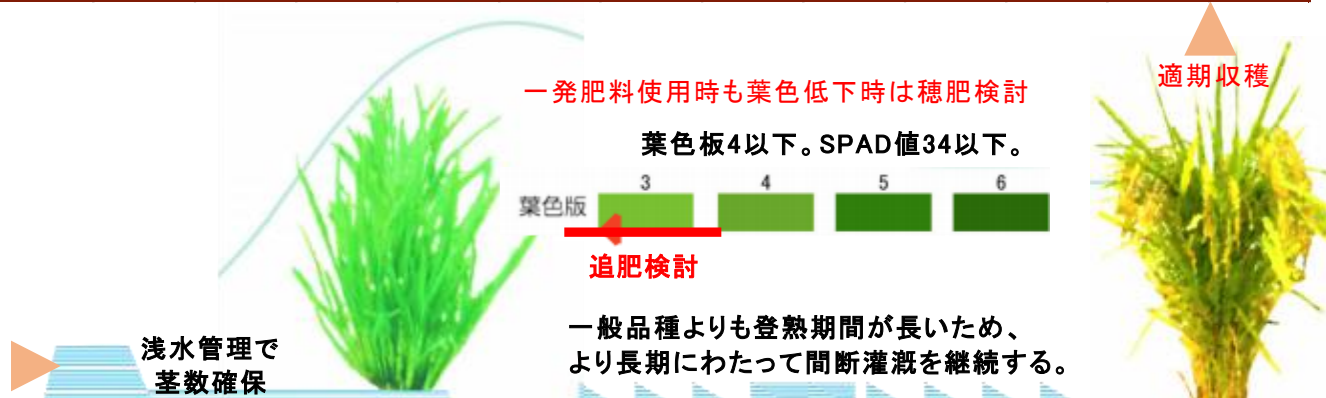 適期収穫
一発肥料使用時も葉色低下時は穂肥検討
葉色板4以下。SPAD値34以下。
3 4 5 6
葉色版
追肥検討
一般品種よりも登熟期間が長いため、
より長期にわたって間断灌漑を継続する。
浅水管理で
茎数確保